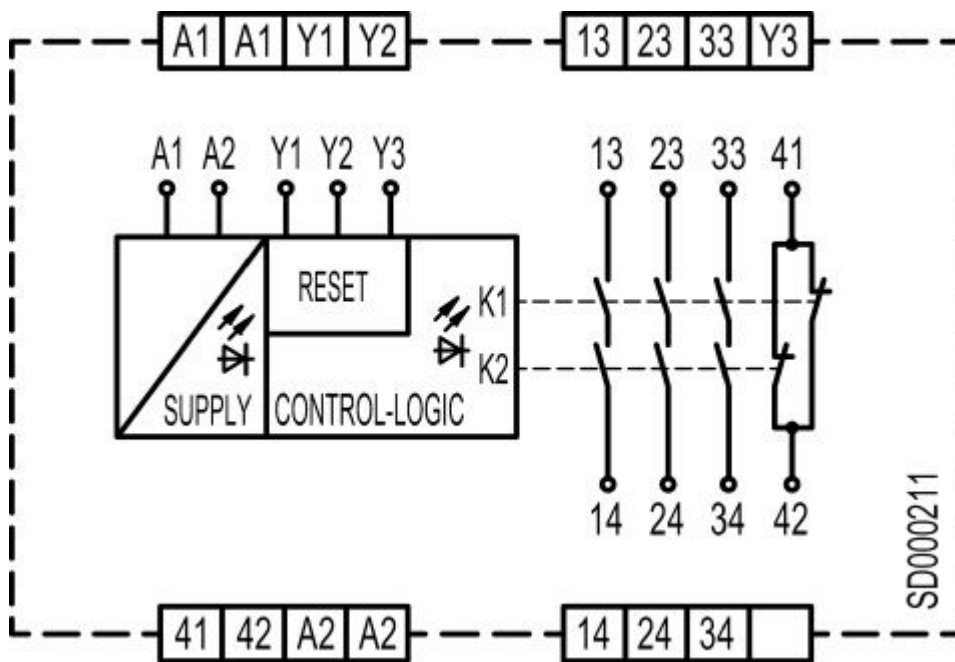 A1 A1 Y1 Y2 13 23 33 Y3
A1 A2 Y1 Y2 Y3 13 23 33 41
RESET
K1
K2
SUPPLY CONTROL-LOGIC
14 24 34 42
SD000211
41 42 A2 A2 14 24 34